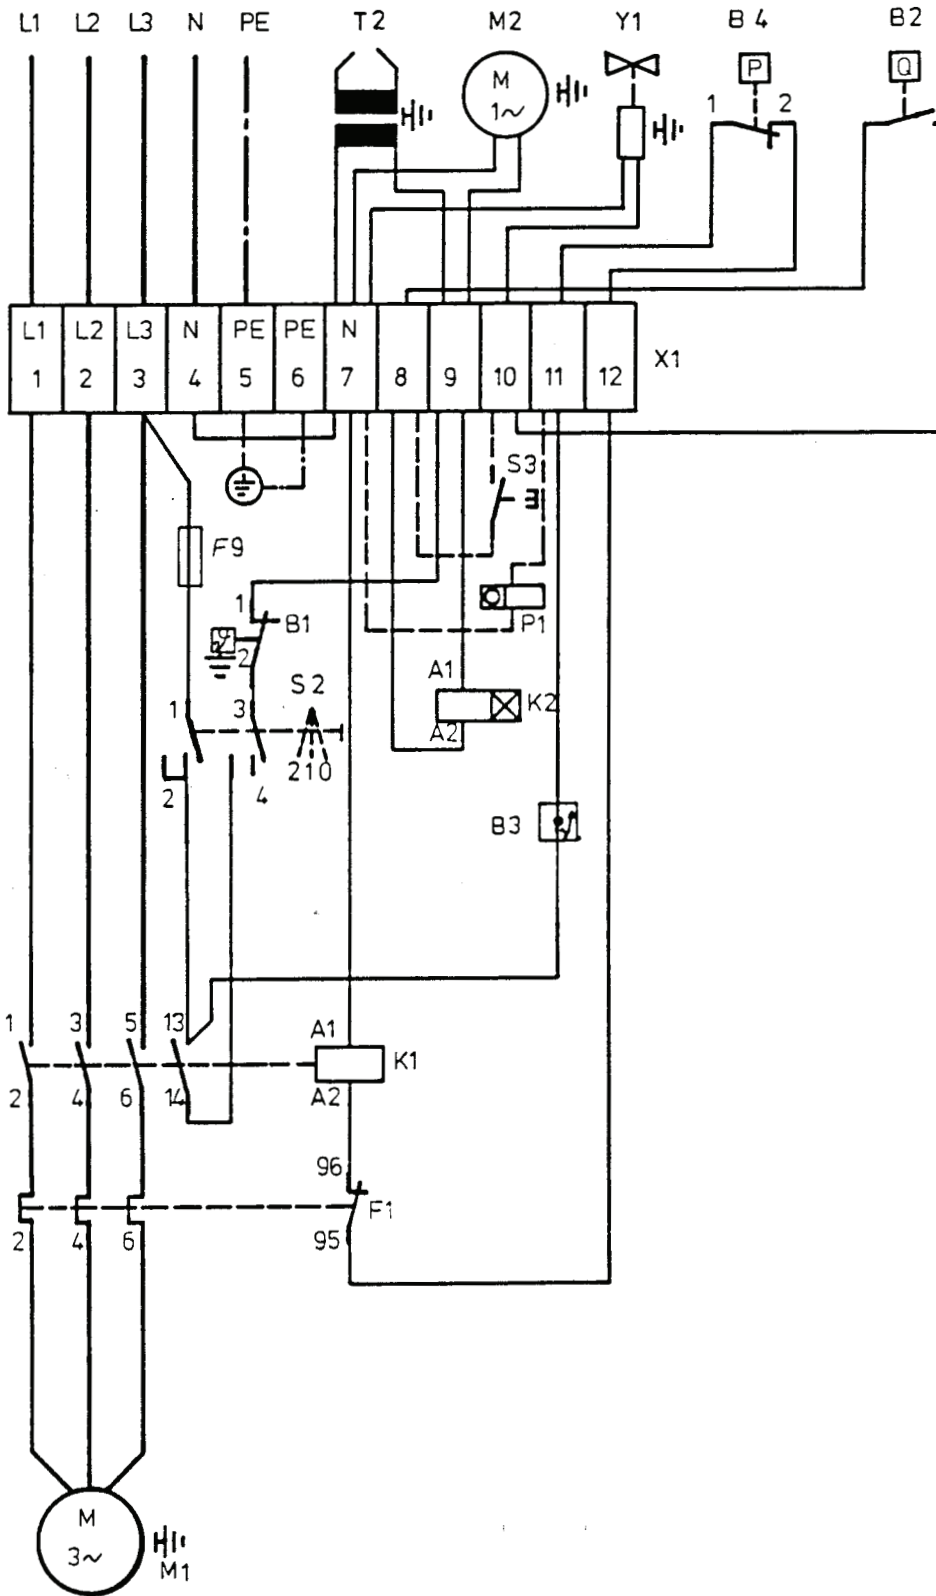 L1 L2 L3 N PE T2 M2 Y1 B4 B2
M
1~
P
Q
1 2
L1 L2 L3 N PE PE N
1 2 3 4 5 6 7 8 9 10 11 12
X1
S3
F9
1
B1
ϑ
2
P1
S2
A1
K2
A2
1 3
210
2 4
B3
1 3 5 13
A1
K1
2 4 6 14 A2
96
F1
2 4 6 95
M
3~
M1